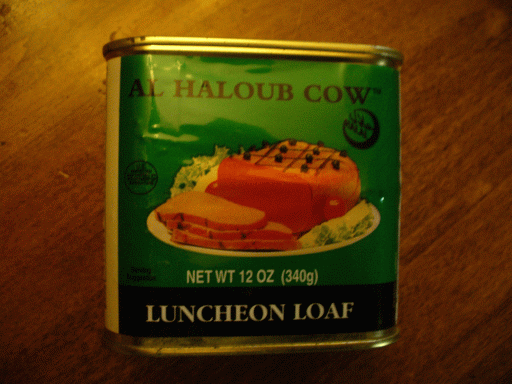 AL HALOUB COW™
NET WT 12 OZ (340g)
LUNCHEON LOAF